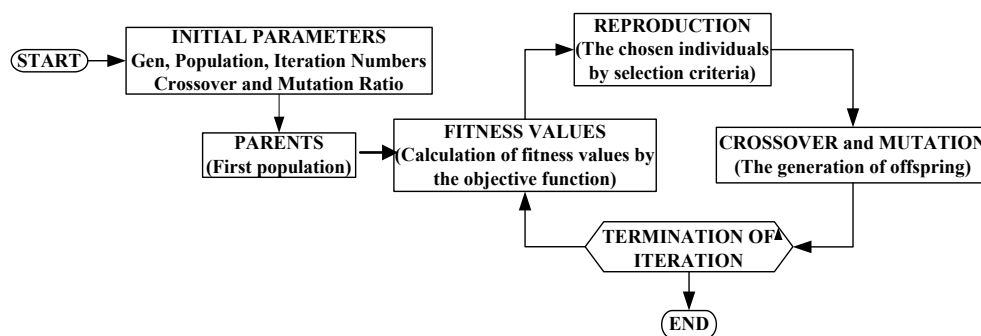 START
INITIAL PARAMETERS
Gen, Population, Iteration Numbers
Crossover and Mutation Ratio
PARENTS
(First population)
FITNESS VALUES
(Calculation of fitness values by
the objective function)
REPRODUCTION
(The chosen individuals
by selection criteria)
CROSSOVER and MUTATION
(The generation of offspring)
TERMINATION OF
ITERATION
END